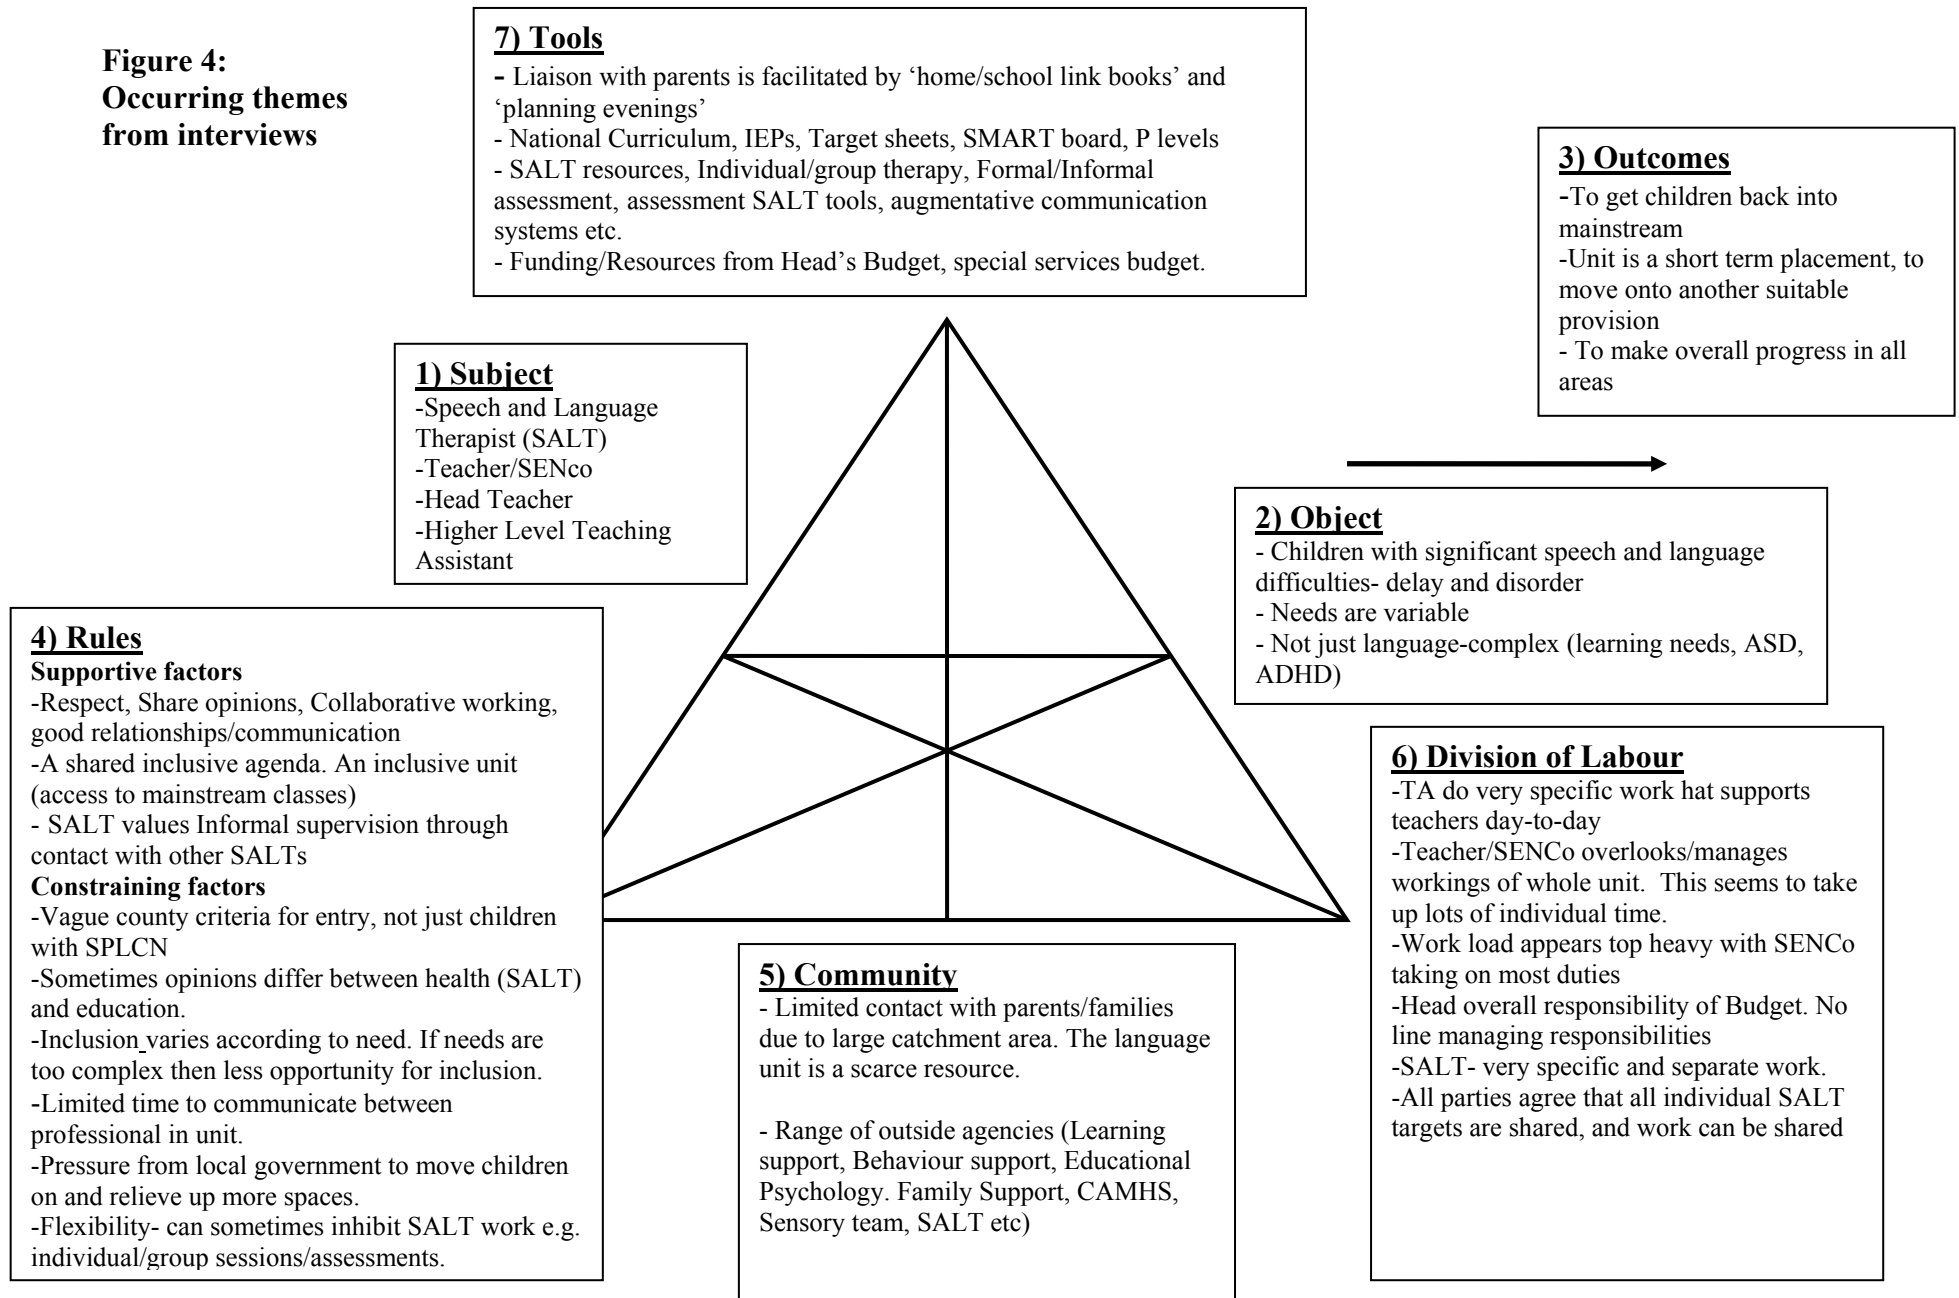 Figure 4:
Occurring themes
from interviews
7) Tools
- Liaison with parents is facilitated by ‘home/school link books’ and
‘planning evenings’
- National Curriculum, IEPs, Target sheets, SMART board, P levels
- SALT resources, Individual/group therapy, Formal/Informal
assessment, assessment SALT tools, augmentative communication
systems etc.
- Funding/Resources from Head’s Budget, special services budget.
3) Outcomes
-To get children back into
mainstream
-Unit is a short term placement, to
move onto another suitable
provision
- To make overall progress in all
areas
1) Subject
-Speech and Language
Therapist (SALT)
-Teacher/SENco
-Head Teacher
-Higher Level Teaching
Assistant
2) Object
- Children with significant speech and language
difficulties- delay and disorder
- Needs are variable
- Not just language-complex (learning needs, ASD,
ADHD)
4) Rules
Supportive factors
-Respect, Share opinions, Collaborative working,
good relationships/communication
-A shared inclusive agenda. An inclusive unit
(access to mainstream classes)
- SALT values Informal supervision through
contact with other SALTs
Constraining factors
-Vague county criteria for entry, not just children
with SPLCN
-Sometimes opinions differ between health (SALT)
and education.
-Inclusion varies according to need. If needs are
too complex then less opportunity for inclusion.
-Limited time to communicate between
professional in unit.
-Pressure from local government to move children
on and relieve up more spaces.
-Flexibility- can sometimes inhibit SALT work e.g.
individual/group sessions/assessments.
5) Community
- Limited contact with parents/families
due to large catchment area. The language
unit is a scarce resource.
- Range of outside agencies (Learning
support, Behaviour support, Educational
Psychology. Family Support, CAMHS,
Sensory team, SALT etc)
6) Division of Labour
-TA do very specific work hat supports
teachers day-to-day
-Teacher/SENCo overlooks/manages
workings of whole unit.  This seems to take
up lots of individual time.
-Work load appears top heavy with SENCo
taking on most duties
-Head overall responsibility of Budget. No
line managing responsibilities
-SALT- very specific and separate work.
-All parties agree that all individual SALT
targets are shared, and work can be shared